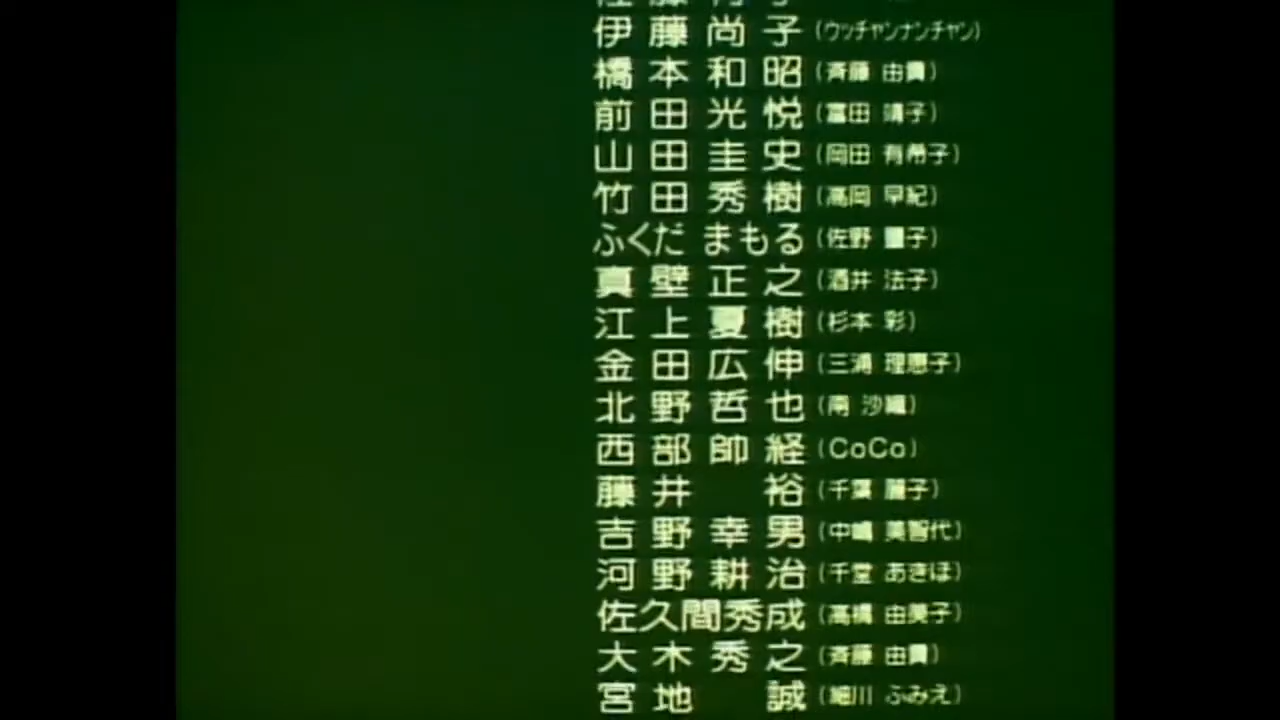 伊藤尚子(ウッチャンナンチャン)
橋本和昭(斉藤 由貴)
前田光悦(富田 靖子)
山田圭史(岡田 有希子)
竹田秀樹(高岡 早紀)
ふくだ まもる(佐野 量子)
真壁正之(酒井 法子)
江上夏樹(杉本 彩)
金田広伸(三浦 理恵子)
北野哲也(南 沙織)
西部帥経(CoCo)
藤井 裕(千葉 麗子)
吉野幸男(中嶋 美智代)
河野耕治(千堂 あきほ)
佐久間秀成(高橋 由美子)
大木秀之(斉藤 由貴)
宮地 誠(細川 ふみえ)